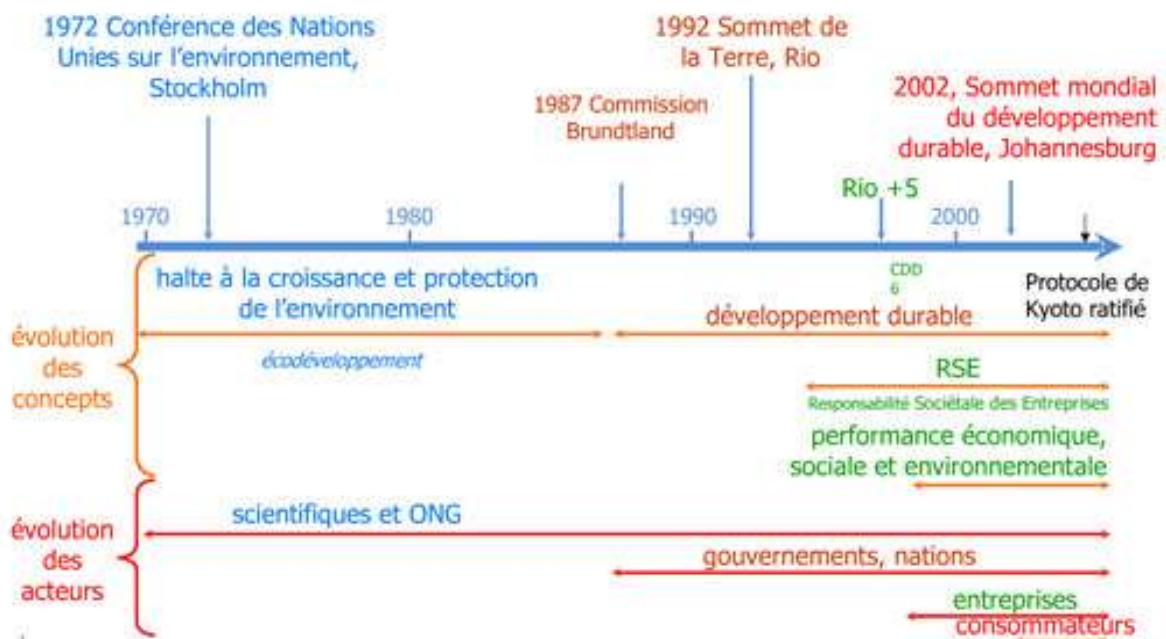 1972 Conférence des Nations
Unies sur l'environnement,
Stockholm
1987 Commission
Brundtland
1992 Sommet de
la Terre, Rio
2002, Sommet mondial
du développement
durable, Johannesburg
Rio +5
1970
1980
1990
2000
halte à la croissance et protection
de l'environnement
CDD
6
Protocole de
Kyoto ratifié
développement durable
évolution
des
concepts
écodéveloppement
RSE
Responsabilité Sociétale des Entreprises
performance économique,
sociale et environnementale
scientifiques et ONG
évolution
des
acteurs
gouvernements, nations
entreprises
consommateurs